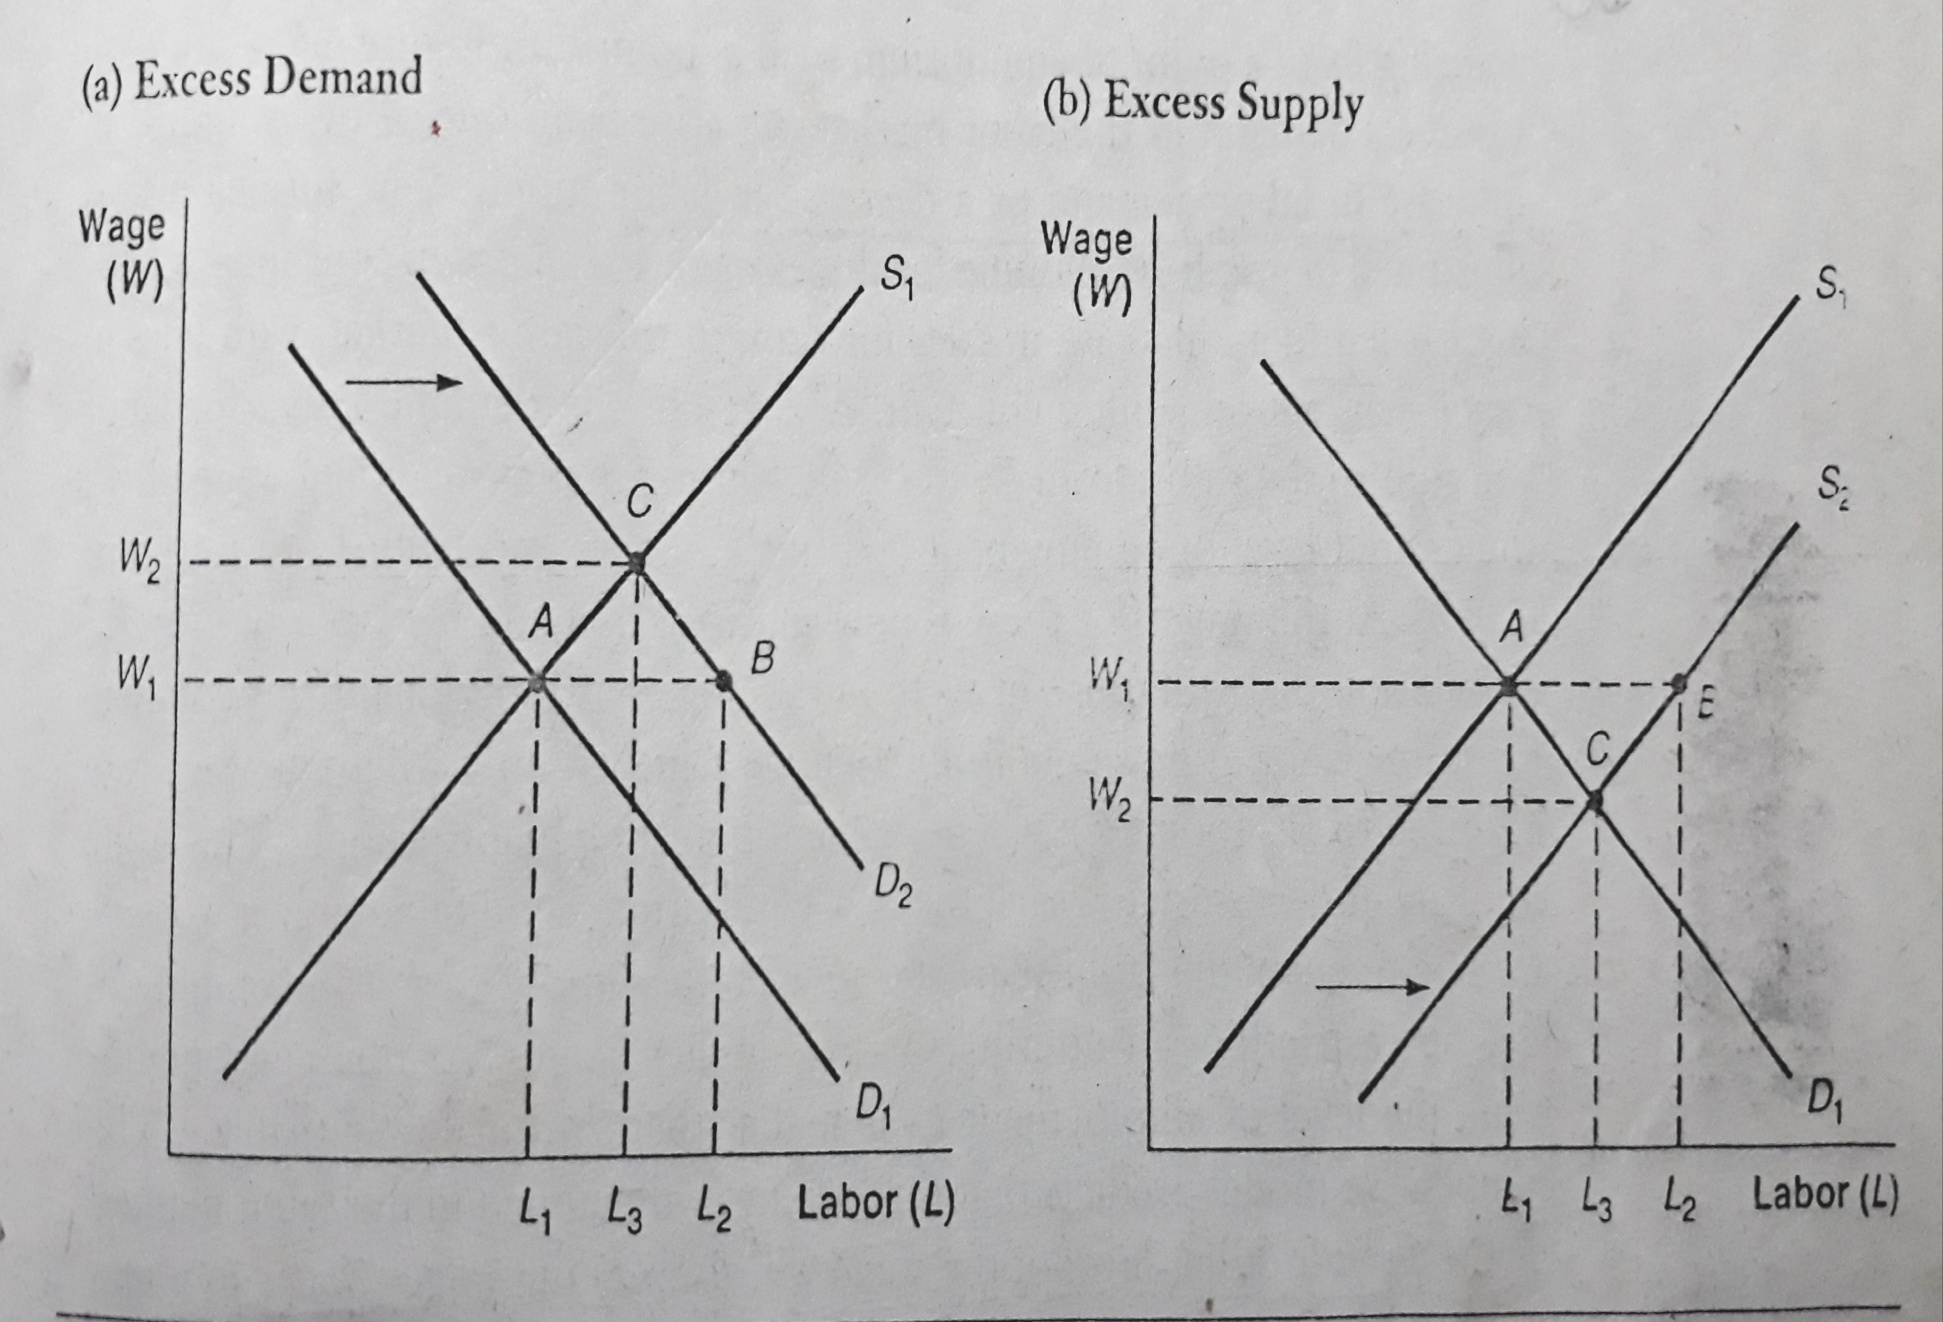 (a) Excess Demand
Wage
(W)
S₁
C
W₂
A
B
W₁
D₂
D₁
L₁ L₃ L₂ Labor (L)
(b) Excess Supply
Wage
(W)
S₁
S₂
A
W₁
B
C
W₂
D₁
L₁ L₃ L₂ Labor (L)